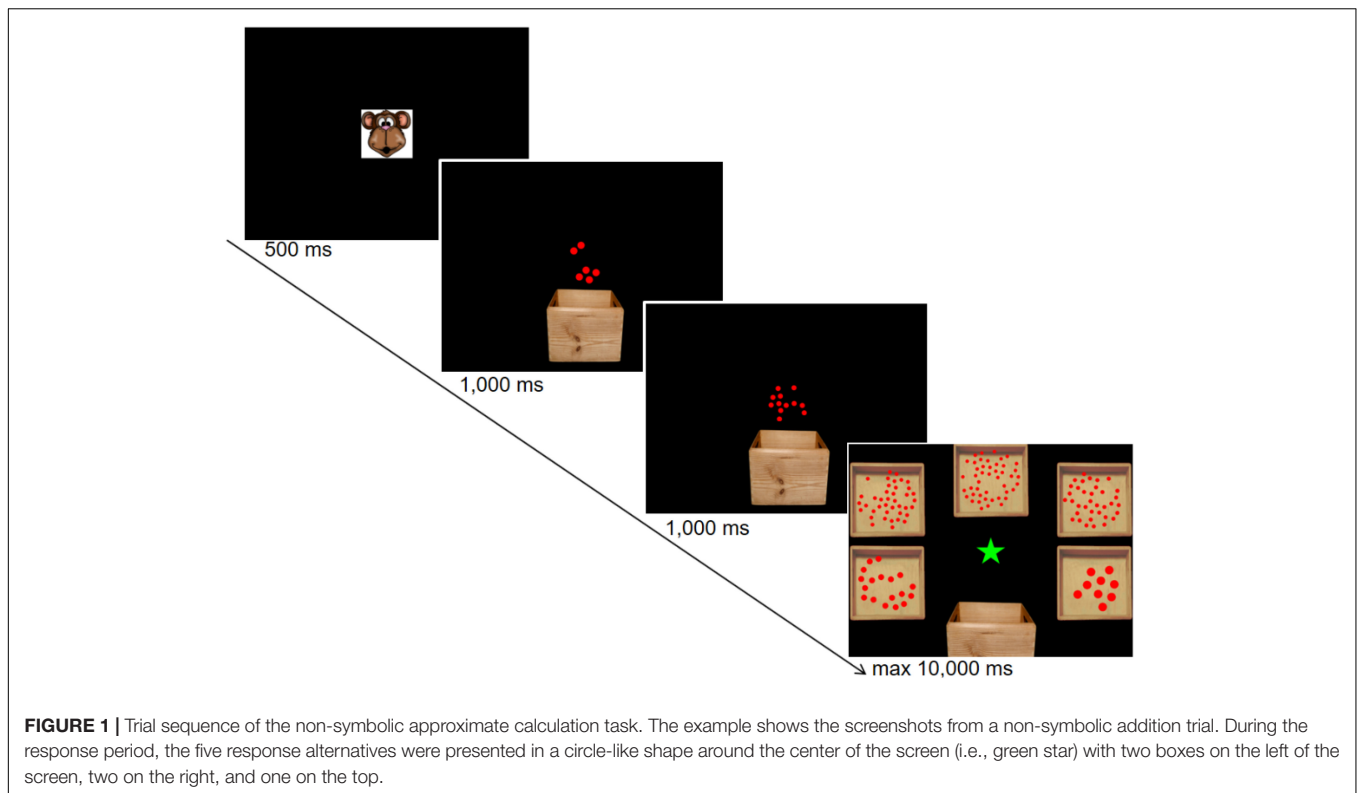 500 ms
1,000 ms
1,000 ms
max 10,000 ms
FIGURE 1 | Trial sequence of the non-symbolic approximate calculation task. The example shows the screenshots from a non-symbolic addition trial. During the
response period, the five response alternatives were presented in a circle-like shape around the center of the screen (i.e., green star) with two boxes on the left of the
screen, two on the right, and one on the top.